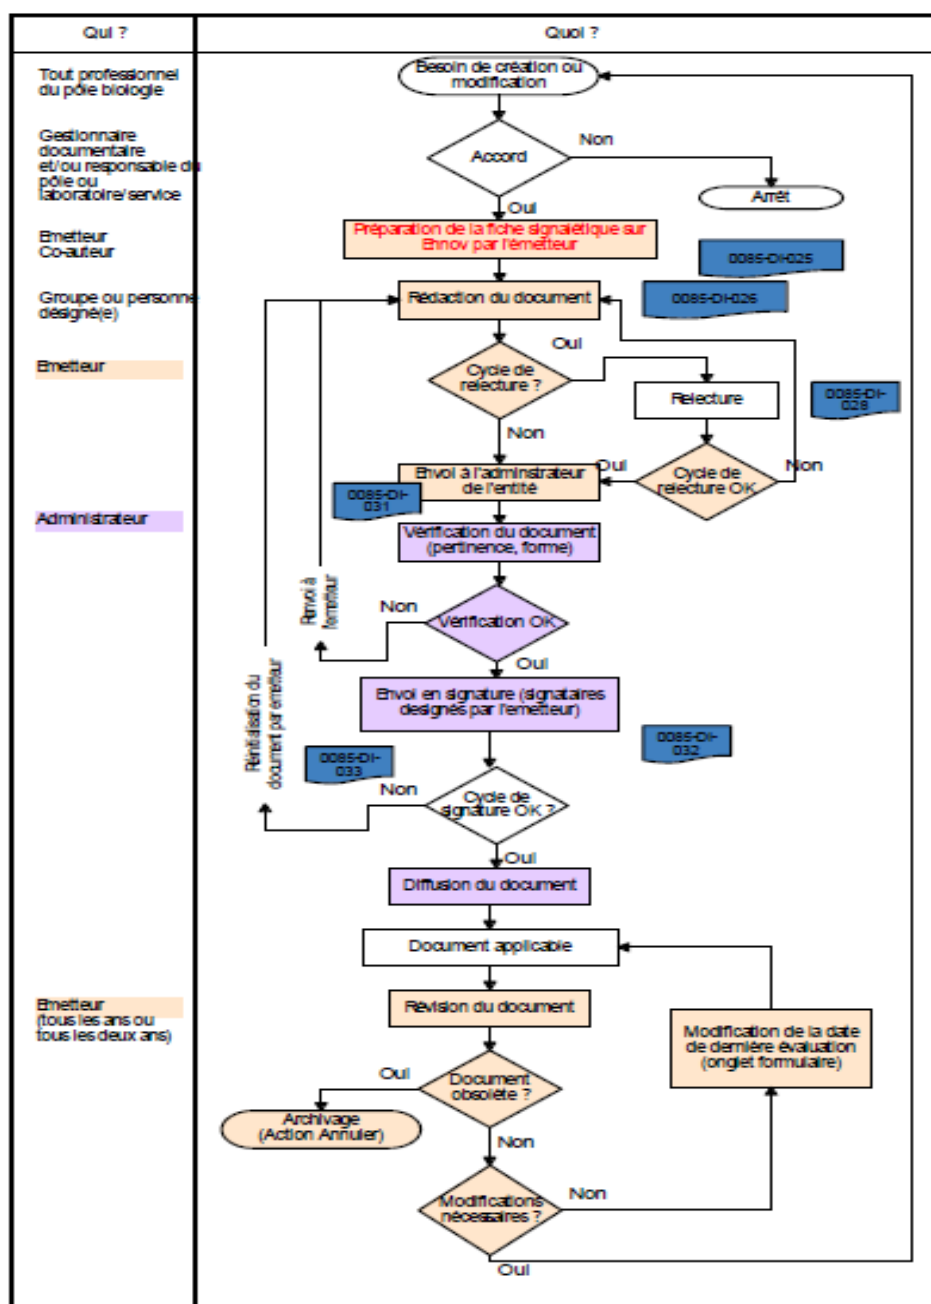 Qui ?
Quoi ?
Tout professionnel
du pôle biologie
Besoin de création ou
modification
Gestionnaire
documentaire
et/ou responsable du
pôle ou
laboratoire/service
Accord
Non
Arrêt
Oui
Emetteur
Co-auteur
Préparation de la fiche signalétique sur
Ennov par l'émetteur
0085-DI-025
Groupe ou personne
désigné(e)
Rédaction du document
0085-DI-026
Emetteur
Cycle de
relecture ?
Oui
Relecture
0085-DI-
028
Non
Envoi à l'adminstrateur
de l'entité
Oui
Cycle de
relecture OK
Non
0085-DI-
031
Administrateur
Vérification du document
(pertinence, forme)
Renvoi à
l'emetteur
Non
Vérification OK
Oui
Réinitialisation du
document par emetteur
Envoi en signature (signataires
designés par l'emetteur)
0085-DI-
032
0085-DI-
033
Non
Cycle de
signature OK ?
Oui
Diffusion du document
Document applicable
Emetteur
(tous les ans ou
tous les deux ans)
Révision du document
Modification de la date
de dernière évaluation
(onglet formulaire)
Oui
Document
obsolète ?
Archivage
(Action Annuler)
Non
Modifications
nécessaires ?
Non
Oui